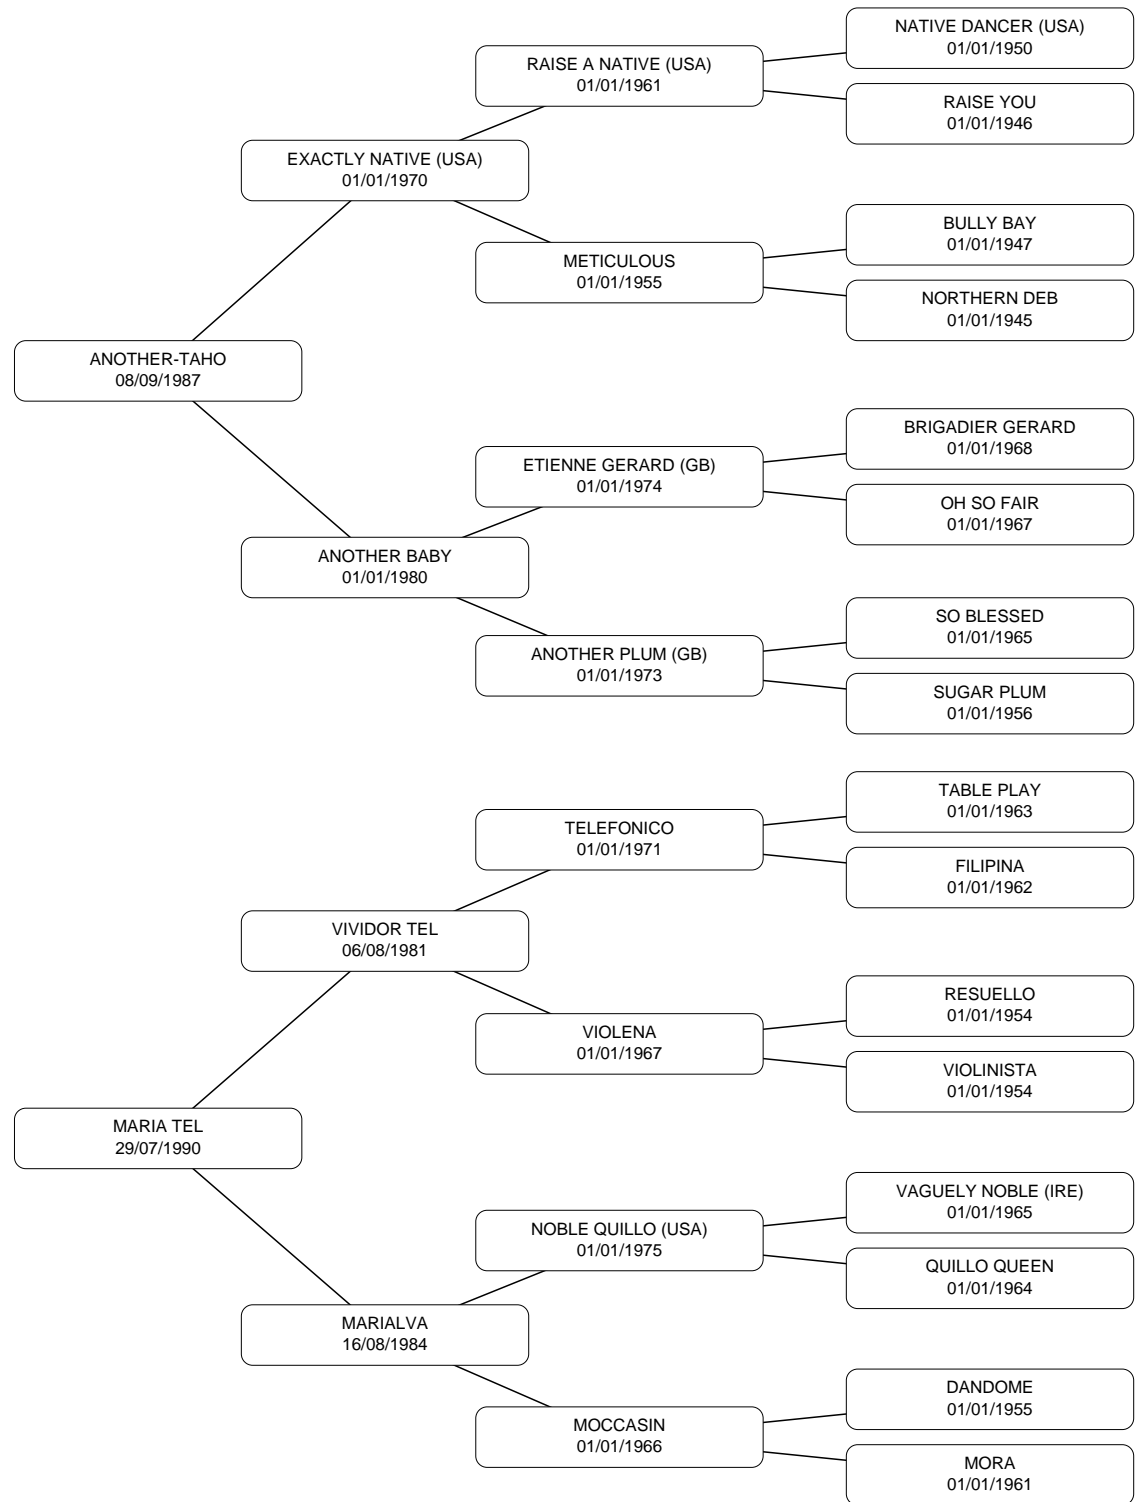 NATIVE DANCER (USA)
01/01/1950
RAISE A NATIVE (USA)
01/01/1961
RAISE YOU
01/01/1946
EXACTLY NATIVE (USA)
01/01/1970
BULLY BAY
01/01/1947
METICULOUS
01/01/1955
NORTHERN DEB
01/01/1945
ANOTHER-TAHO
08/09/1987
BRIGADIER GERARD
01/01/1968
ETIENNE GERARD (GB)
01/01/1974
OH SO FAIR
01/01/1967
ANOTHER BABY
01/01/1980
SO BLESSED
01/01/1965
ANOTHER PLUM (GB)
01/01/1973
SUGAR PLUM
01/01/1956
TABLE PLAY
01/01/1963
TELEFONICO
01/01/1971
FILIPINA
01/01/1962
VIVIDOR TEL
06/08/1981
RESUELLO
01/01/1954
VIOLENA
01/01/1967
VIOLINISTA
01/01/1954
MARIA TEL
29/07/1990
VAGUELY NOBLE (IRE)
01/01/1965
NOBLE QUILLO (USA)
01/01/1975
QUILLO QUEEN
01/01/1964
MARIALVA
16/08/1984
DANDOME
01/01/1955
MOCCASIN
01/01/1966
MORA
01/01/1961